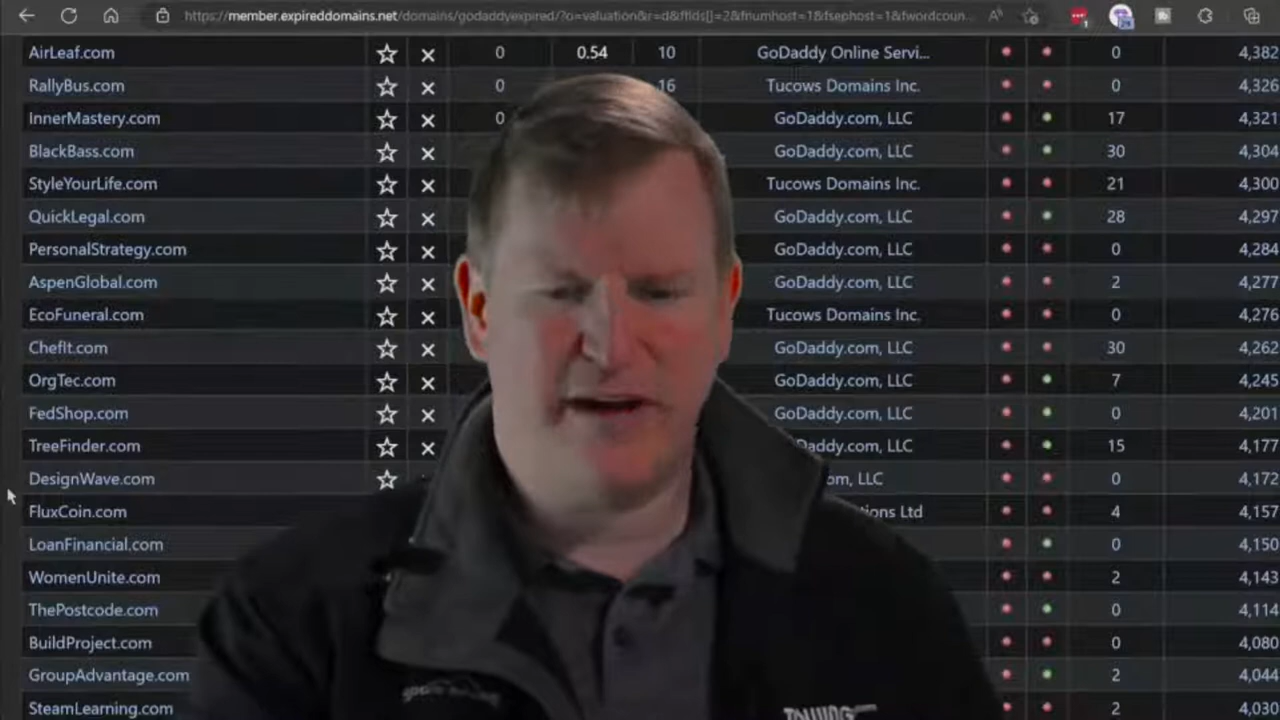 https://member.expireddomains.net/domains/godaddyexpired/?o=valuation&r=d&ftlds[]=2&fnumhost=1&fsephost=1&fwordcoun...
AirLeaf.com 0 0.54 10 GoDaddy Online Servi... 0 4,382
RallyBus.com 0 16 Tucows Domains Inc. 0 4,326
InnerMastery.com 0 GoDaddy.com, LLC 17 4,321
BlackBass.com GoDaddy.com, LLC 30 4,304
StyleYourLife.com Tucows Domains Inc. 21 4,300
QuickLegal.com GoDaddy.com, LLC 28 4,297
PersonalStrategy.com GoDaddy.com, LLC 0 4,284
AspenGlobal.com GoDaddy.com, LLC 2 4,277
EcoFuneral.com Tucows Domains Inc. 0 4,276
ChefIt.com GoDaddy.com, LLC 30 4,262
OrgTec.com GoDaddy.com, LLC 7 4,245
FedShop.com GoDaddy.com, LLC 0 4,201
TreeFinder.com Daddy.com, LLC 15 4,177
DesignWave.com om, LLC 0 4,172
FluxCoin.com tions Ltd 4 4,157
LoanFinancial.com 0 4,150
WomenUnite.com 2 4,143
ThePostcode.com 0 4,114
BuildProject.com 0 4,080
GroupAdvantage.com 2 4,044
SteamLearning.com 2 4,030